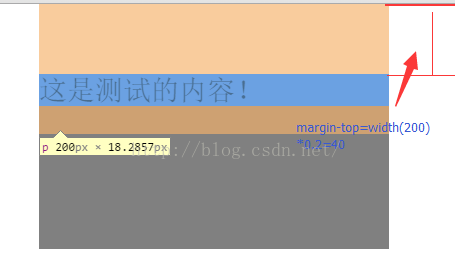 这是测试的内容!
margin-top=width(200)
*0.2=40
p 200px × 18.2857px
http://blog.csdn.net/